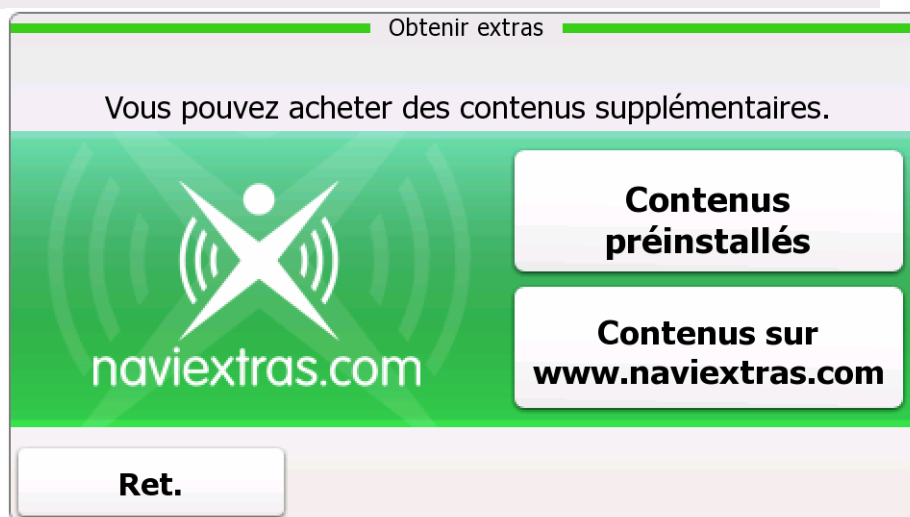 Obtenir extras
Vous pouvez acheter des contenus supplémentaires.
naviextras.com
Contenus
préinstallés
Contenus sur
www.naviextras.com
Ret.